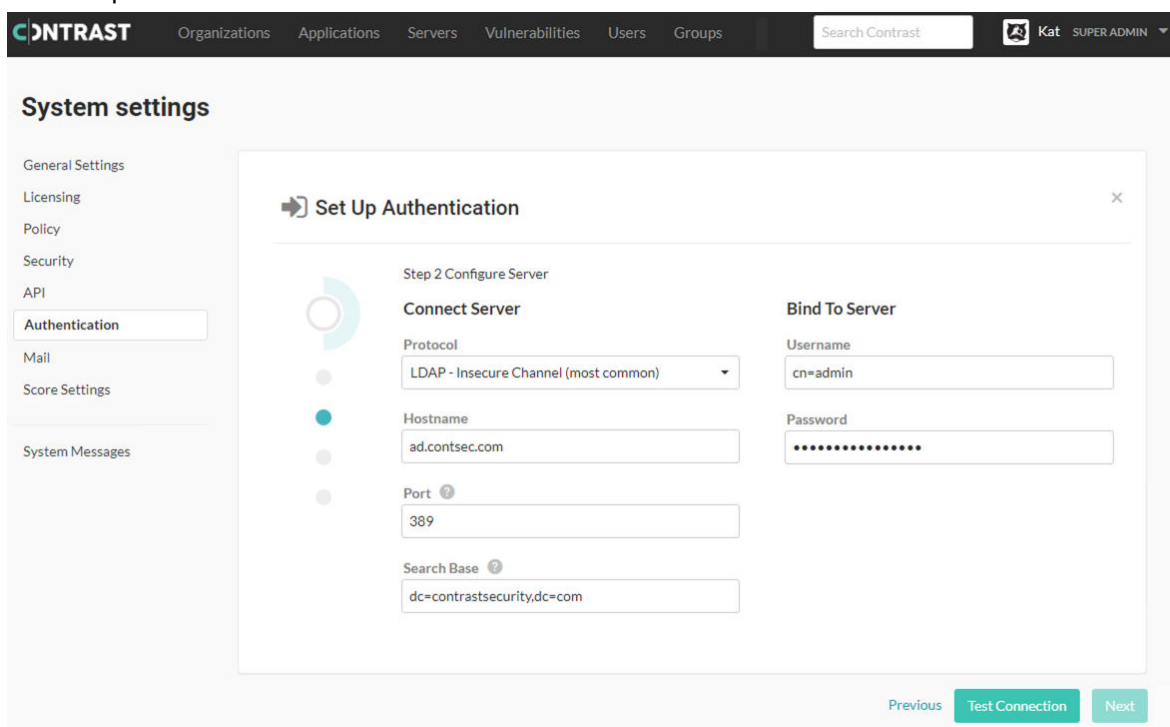 CONTRAST Organizations Applications Servers Vulnerabilities Users Groups Search Contrast Kat SUPER ADMIN
System settings
General Settings
Licensing
Policy
Security
API
Authentication
Mail
Score Settings
System Messages
Set Up Authentication
Step 2 Configure Server
Connect Server
Protocol
LDAP - Insecure Channel (most common)
Hostname
ad.contsec.com
Port ?
389
Search Base ?
dc=contrastsecurity,dc=com
Bind To Server
Username
cn=admin
Password
••••••••••••••••
Previous Test Connection Next